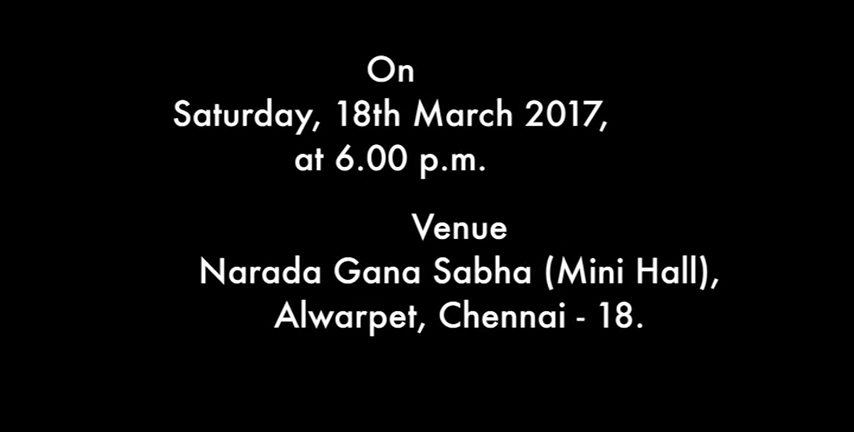 On
Saturday, 18th March 2017,
at 6.00 p.m.
Venue
Narada Gana Sabha (Mini Hall),
Alwarpet, Chennai - 18.